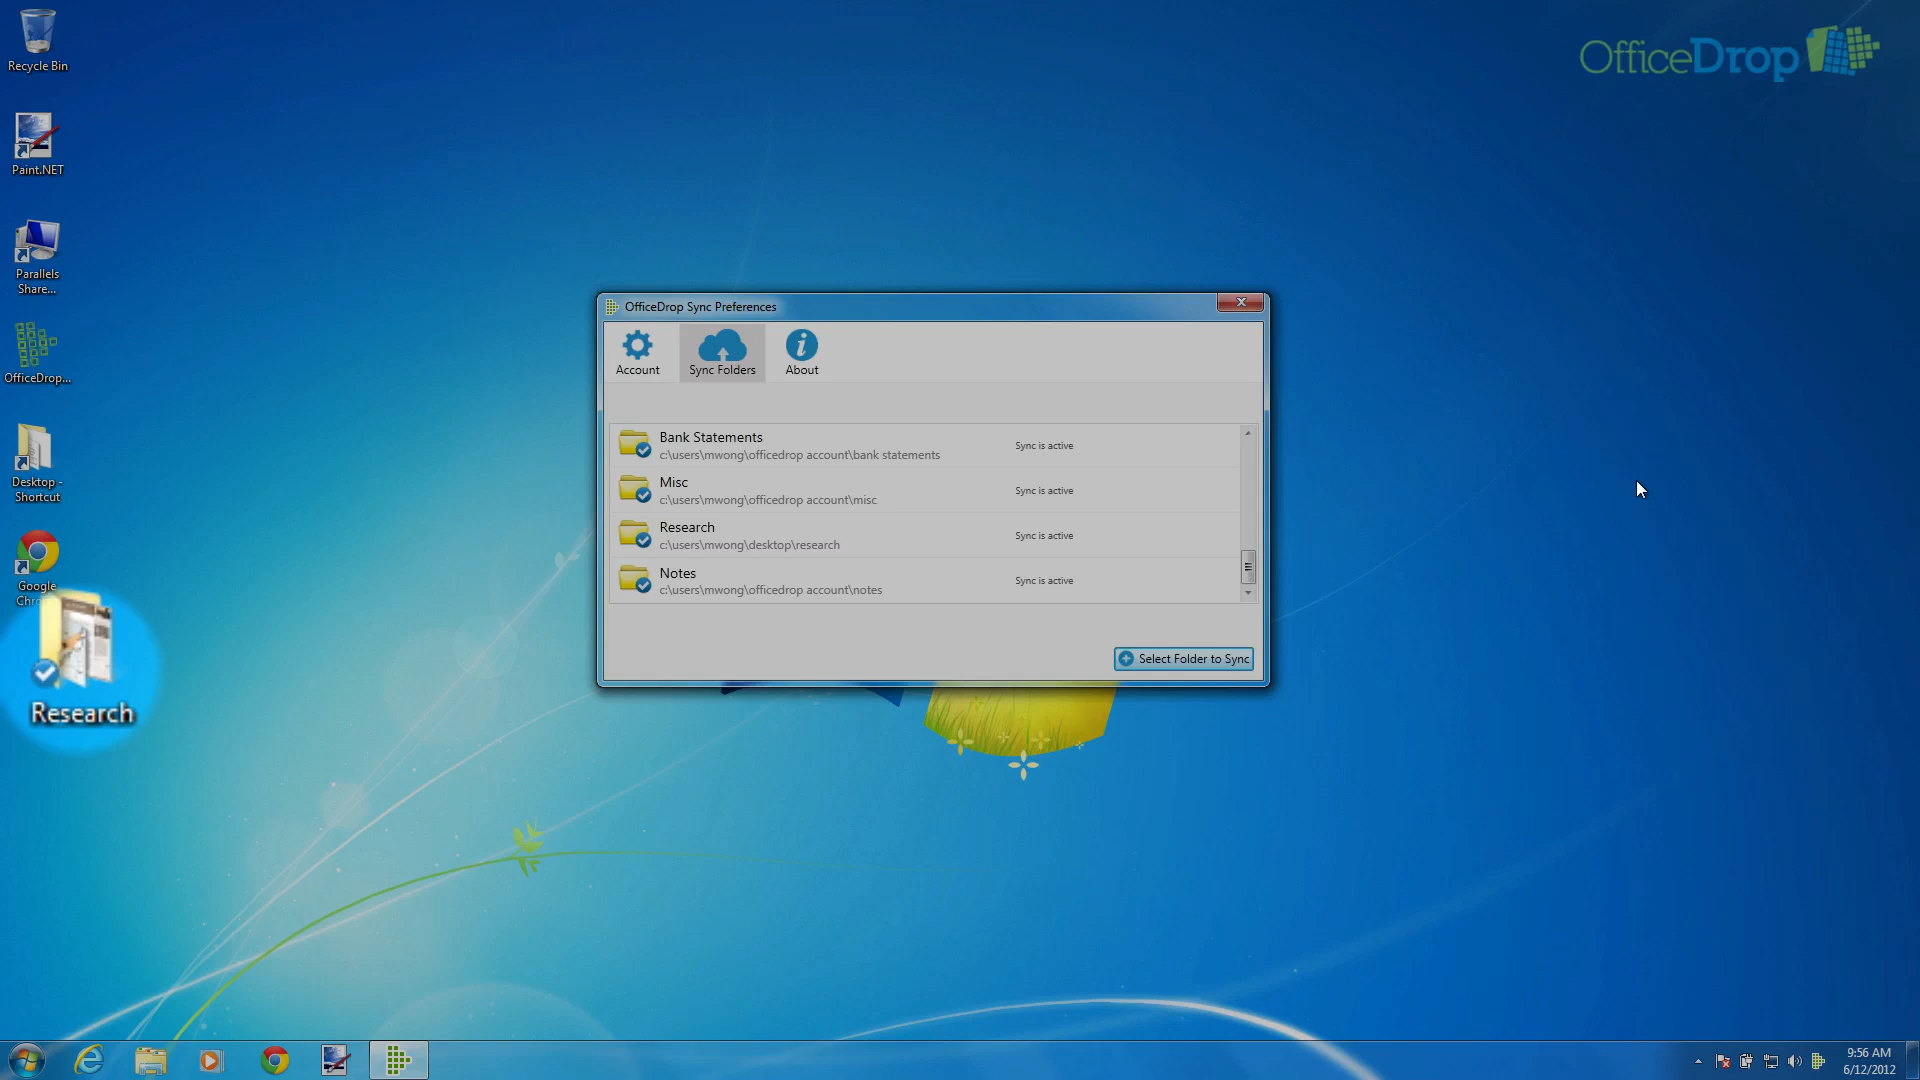 Recycle Bin
OfficeDrop
Paint.NET
Parallels
Share...
OfficeDrop...
Desktop -
Shortcut
Google
Chro
Research
OfficeDrop Sync Preferences
Account
Sync Folders
About
Bank Statements
c:\users\mwong\officedrop account\bank statements
Sync is active
Misc
c:\users\mwong\officedrop account\misc
Sync is active
Research
c:\users\mwong\desktop\research
Sync is active
Notes
c:\users\mwong\officedrop account\notes
Sync is active
Select Folder to Sync
9:56 AM
6/12/2012